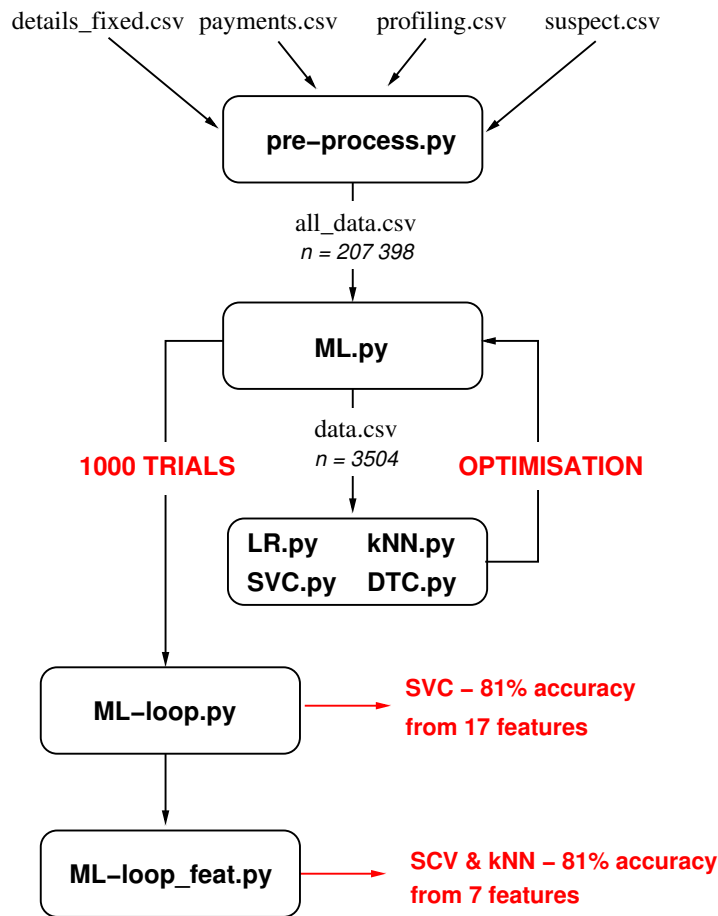 details_fixed.csv payments.csv profiling.csv suspect.csv
pre−process.py
all_data.csv
n = 207 398
ML.py
data.csv
n = 3504
1000 TRIALS
OPTIMISATION
LR.py kNN.py
SVC.py DTC.py
ML−loop.py
SVC − 81% accuracy
from 17 features
ML−loop_feat.py
SCV & kNN − 81% accuracy
from 7 features